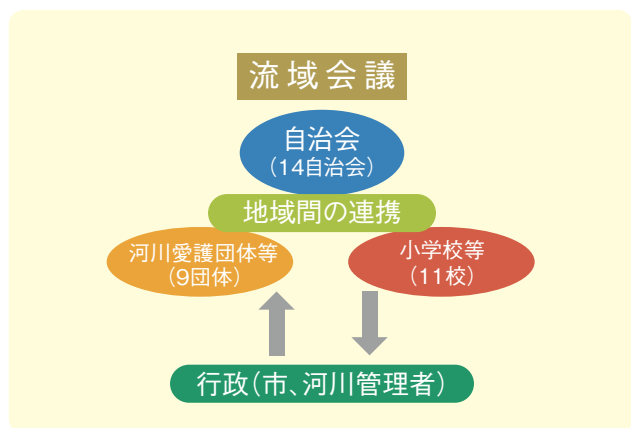 流域会議
自治会
（14自治会）
地域間の連携
河川愛護団体等
（9団体）
小学校等
（11校）
行政（市、河川管理者）